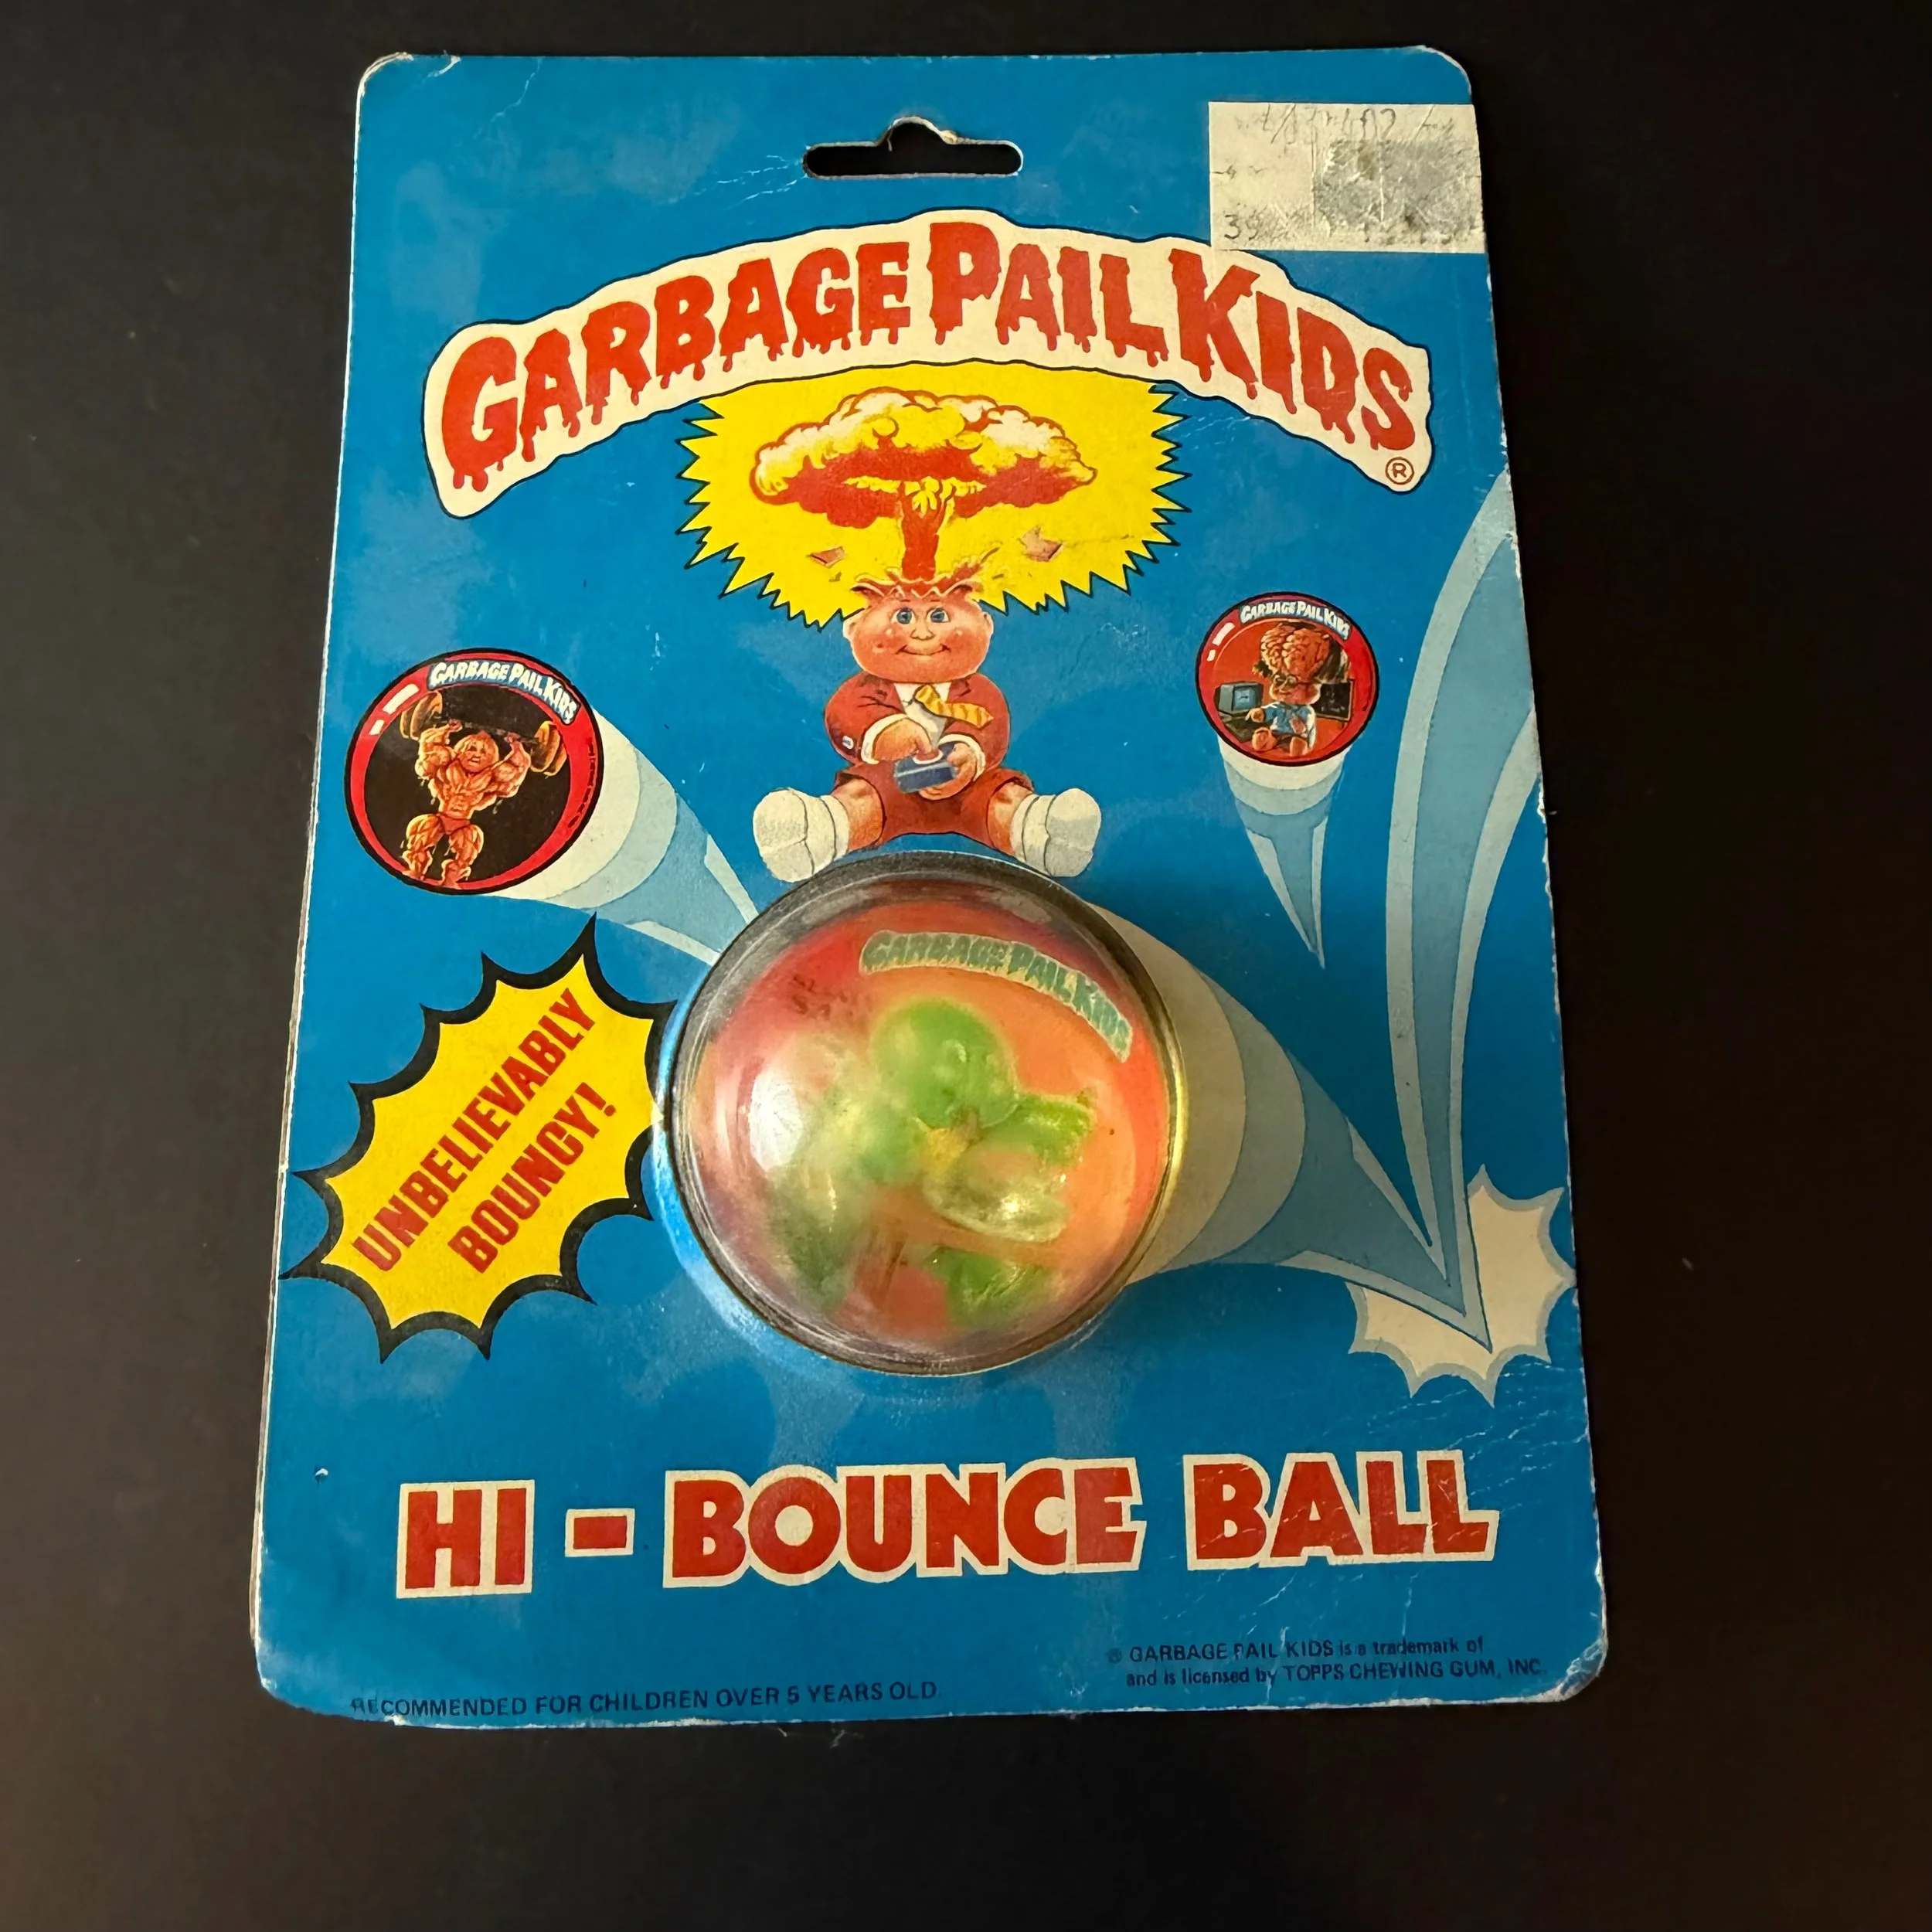 GARBAGE PAIL KIDS
®
GARBAGE PAIL KIDS
GARBAGE PAIL KIDS
GARBAGE PAIL KIDS
UNBELIEVABLY
BOUNCY!
HI - BOUNCE BALL
RECOMMENDED FOR CHILDREN OVER 5 YEARS OLD.
® GARBAGE PAIL KIDS is a trademark of
and is licensed by TOPPS CHEWING GUM, INC.